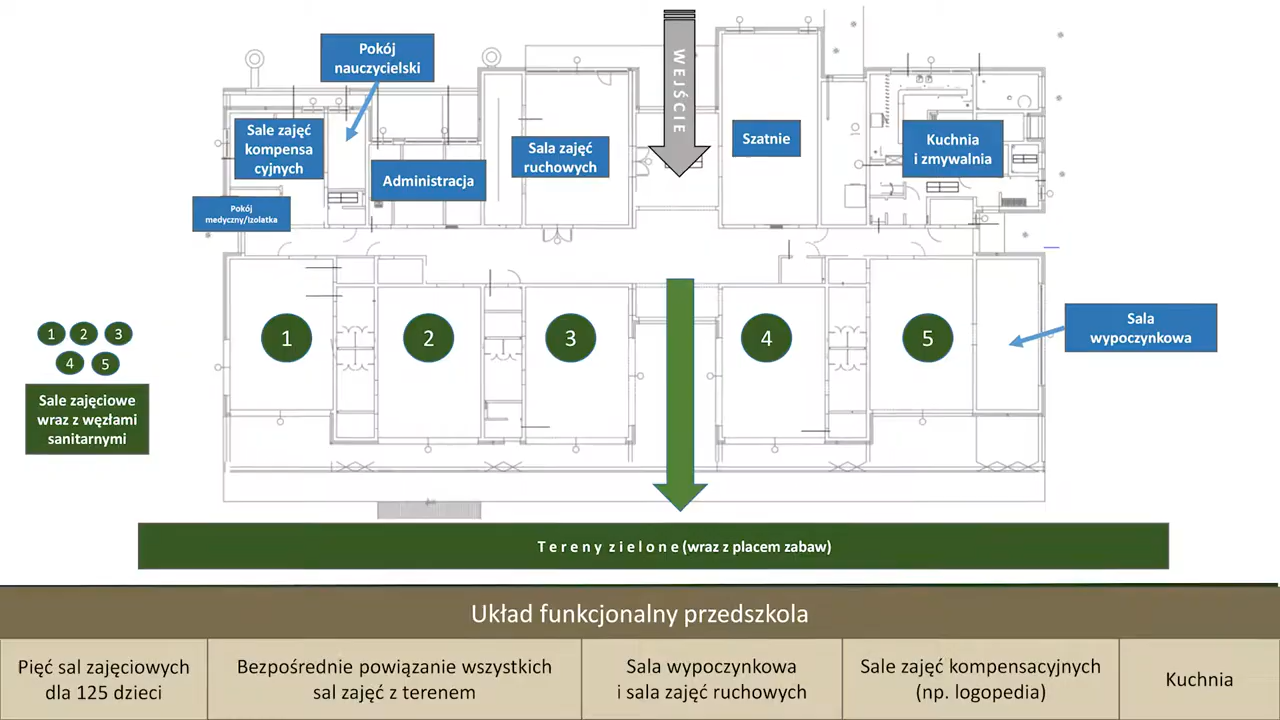 WEJŚCIE
Pokój
nauczycielski
Sale zajęć
kompensa
cyjnych
Administracja
Sala zajęć
ruchowych
Szatnie
Kuchnia
i zmywalnia
Pokój
medyczny/izolatka
1 2 3 4 5
Sala
wypoczynkowa
1 2 3
4 5
Sale zajęciowe
wraz z węzłami
sanitarnymi
T e r e n y z i e l o n e (wraz z placem zabaw)
Układ funkcjonalny przedszkola
Pięć sal zajęciowych
dla 125 dzieci
Bezpośrednie powiązanie wszystkich
sal zajęć z terenem
Sala wypoczynkowa
i sala zajęć ruchowych
Sale zajęć kompensacyjnych
(np. logopedia)
Kuchnia